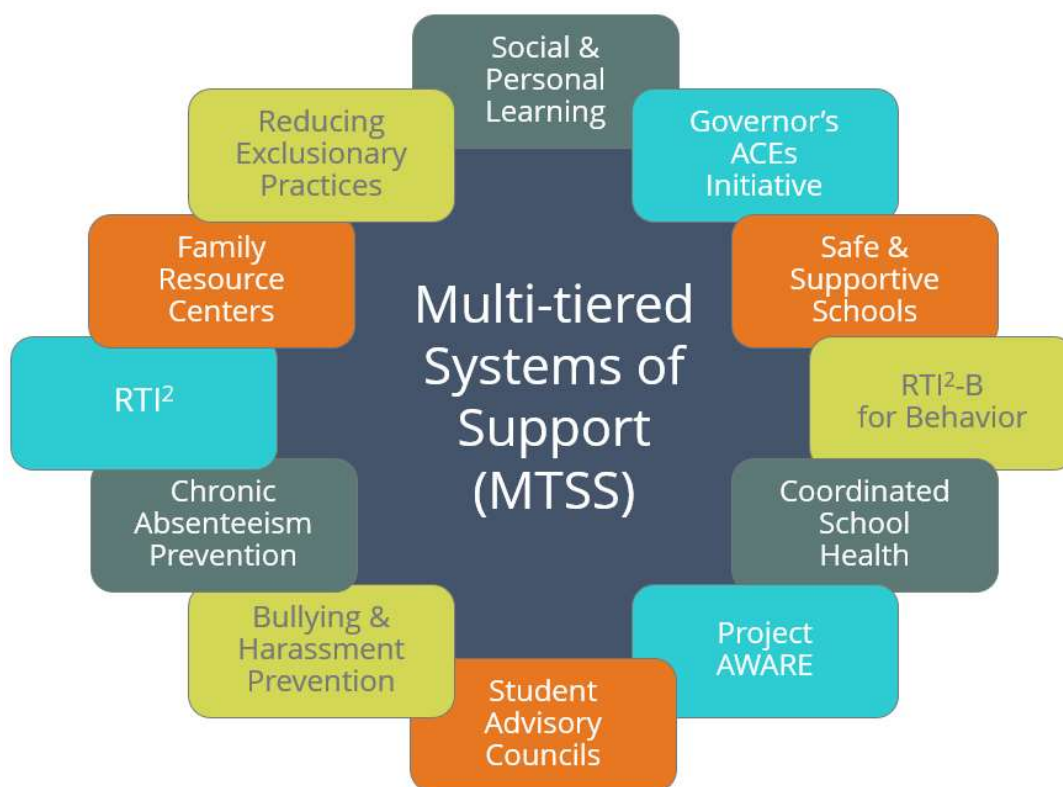 Social &
Personal
Learning
Governor's
ACEs
Initiative
Safe &
Supportive
Schools
RTI²-B
for Behavior
Coordinated
School
Health
Project
AWARE
Student
Advisory
Councils
Bullying &
Harassment
Prevention
Chronic
Absenteeism
Prevention
RTI²
Family
Resource
Centers
Reducing
Exclusionary
Practices
Multi-tiered
Systems of
Support
(MTSS)